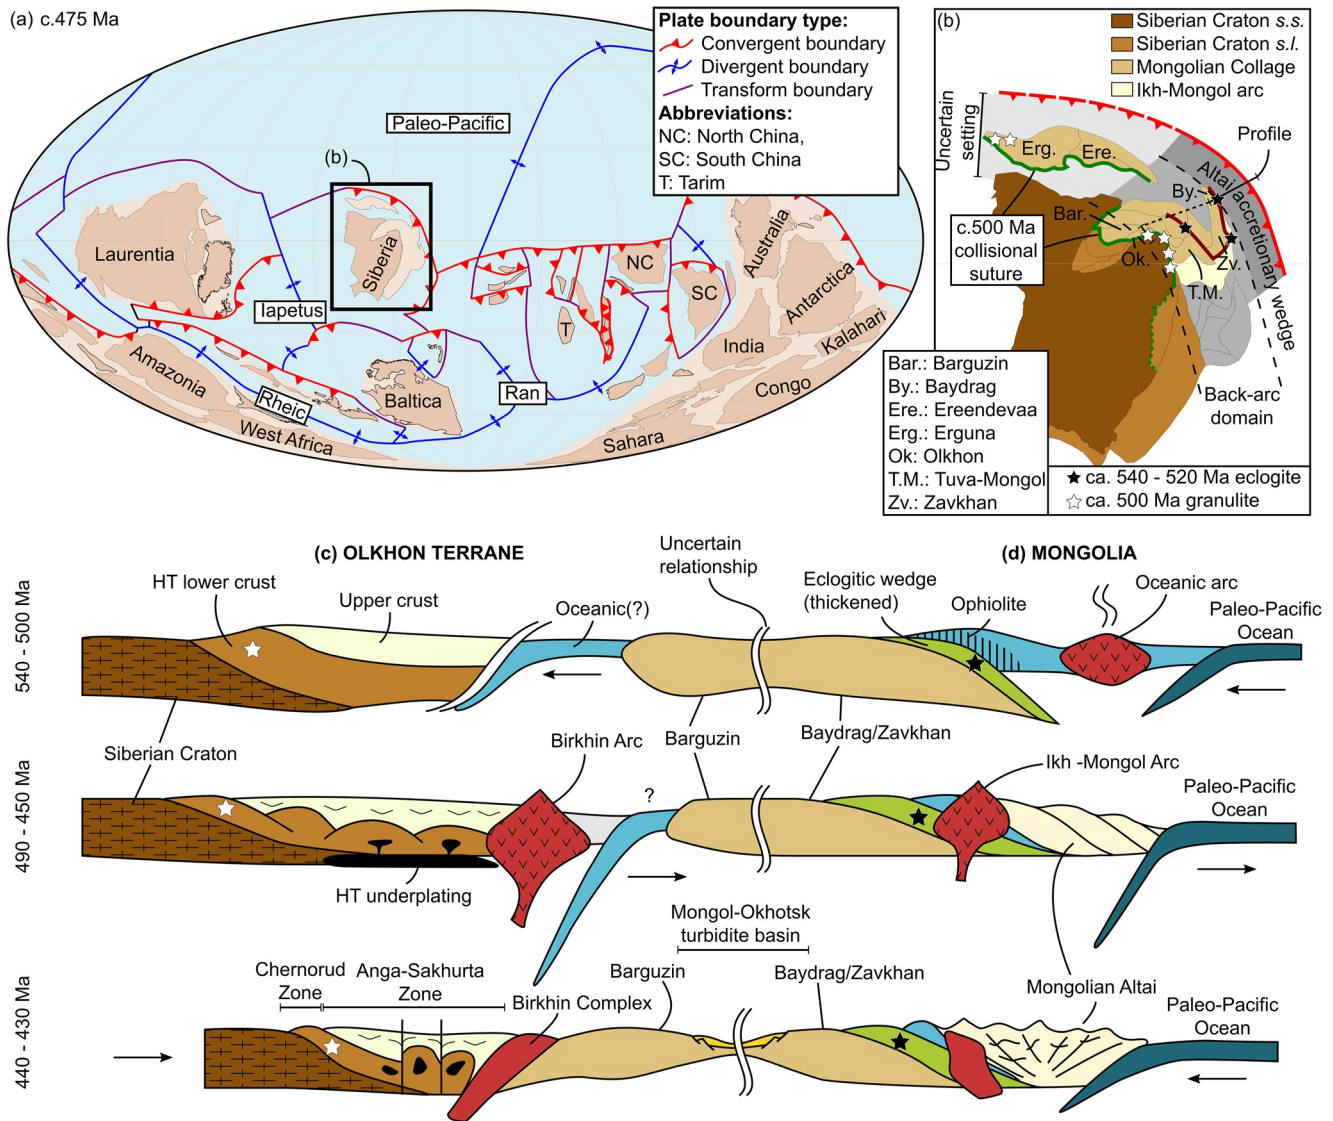 (a) c.475 Ma
Plate boundary type:
Convergent boundary
Divergent boundary
Transform boundary
Abbreviations:
NC: North China,
SC: South China
T: Tarim
Paleo-Pacific
(b)
Laurentia
Siberia
Iapetus
NC
SC
T
Australia
Antarctica
India
Kalahari
Congo
Sahara
Amazonia
Rheic
West Africa
Baltica
Ran
(b)
Siberian Craton s.s.
Siberian Craton s.l.
Mongolian Collage
Ikh-Mongol arc
Uncertain
setting
Profile
Erg.
Ere.
By.
Altai accretionary wedge
Bar.
c.500 Ma
collisional
suture
Ok.
Zv.
T.M.
Back-arc
domain
Bar.: Barguzin
By.: Baydrag
Ere.: Ereendevaa
Erg.: Erguna
Ok: Olkhon
T.M.: Tuva-Mongol
Zv.: Zavkhan
ca. 540 - 520 Ma eclogite
ca. 500 Ma granulite
(c) OLKHON TERRANE
Uncertain
relationship
(d) MONGOLIA
540 - 500 Ma
HT lower crust
Upper crust
Oceanic(?)
Eclogitic wedge
(thickened)
Ophiolite
Oceanic arc
Paleo-Pacific
Ocean
490 - 450 Ma
Siberian Craton
Birkhin Arc
Barguzin
Baydrag/Zavkhan
Ikh -Mongol Arc
?
Paleo-Pacific
Ocean
HT underplating
Mongol-Okhotsk
turbidite basin
440 - 430 Ma
Chernorud
Zone
Anga-Sakhurta
Zone
Birkhin Complex
Barguzin
Baydrag/Zavkhan
Mongolian Altai
Paleo-Pacific
Ocean